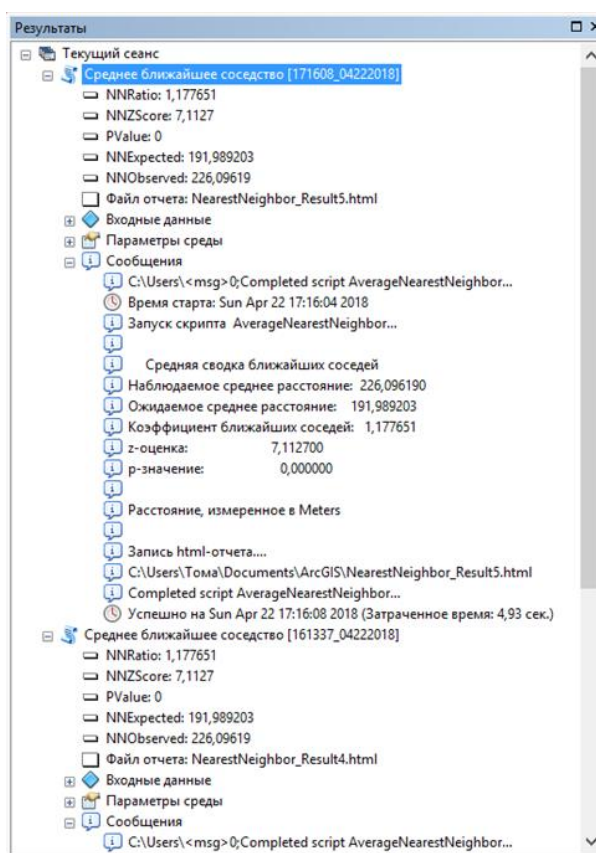 Результаты
Текущий сеанс
Среднее ближайшее соседство [171608_04222018]
NNRatio: 1,177651
NNZScore: 7,1127
PValue: 0
NNExpected: 191,989203
NNObserved: 226,09619
Файл отчета: NearestNeighbor_Result5.html
Входные данные
Параметры среды
Сообщения
C:\Users\<msg>0;Completed script AverageNearestNeighbor...
Время старта: Sun Apr 22 17:16:04 2018
Запуск скрипта AverageNearestNeighbor...
Средняя сводка ближайших соседей
Наблюдаемое среднее расстояние: 226,096190
Ожидаемое среднее расстояние: 191,989203
Коэффициент ближайших соседей: 1,177651
z-оценка: 7,112700
p-значение: 0,000000
Расстояние, измеренное в Meters
Запись html-отчета....
C:\Users\Тома\Documents\ArcGIS\NearestNeighbor_Result5.html
Completed script AverageNearestNeighbor...
Успешно на Sun Apr 22 17:16:08 2018 (Затраченное время: 4,93 сек.)
Среднее ближайшее соседство [161337_04222018]
NNRatio: 1,177651
NNZScore: 7,1127
PValue: 0
NNExpected: 191,989203
NNObserved: 226,09619
Файл отчета: NearestNeighbor_Result4.html
Входные данные
Параметры среды
Сообщения
C:\Users\<msg>0;Completed script AverageNearestNeighbor...